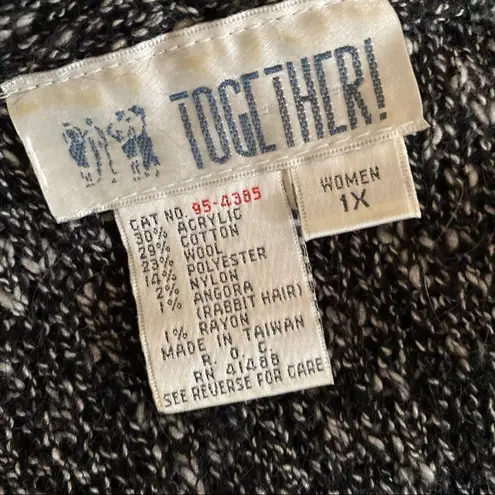 TOGETHER!
WOMEN
1X
CAT NO. 95-4385
30% ACRYLIC
29% COTTON
23% WOOL
14% POLYESTER
2% NYLON
1% ANGORA
(RABBIT HAIR)
1% RAYON
MADE IN TAIWAN
R. O. C.
RN 41488
SEE REVERSE FOR CARE